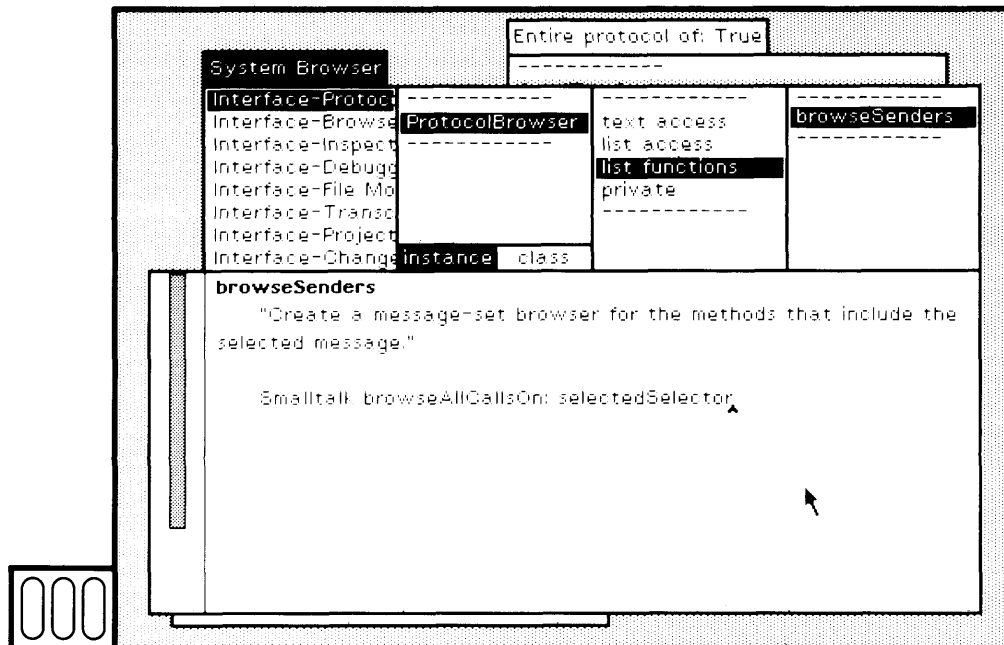 Entire protocol of: True
------------
System Browser
Interface-Protoc
Interface-Browse
Interface-Inspect
Interface-Debugg
Interface-File Mo
Interface-Transc
Interface-Project
Interface-Change
------------
ProtocolBrowser
------------
instance class
------------
text access
list access
list functions
private
------------
------------
browseSenders
------------
browseSenders
"Create a message-set browser for the methods that include the
selected message."
Smalltalk browseAllCallsOn: selectedSelector